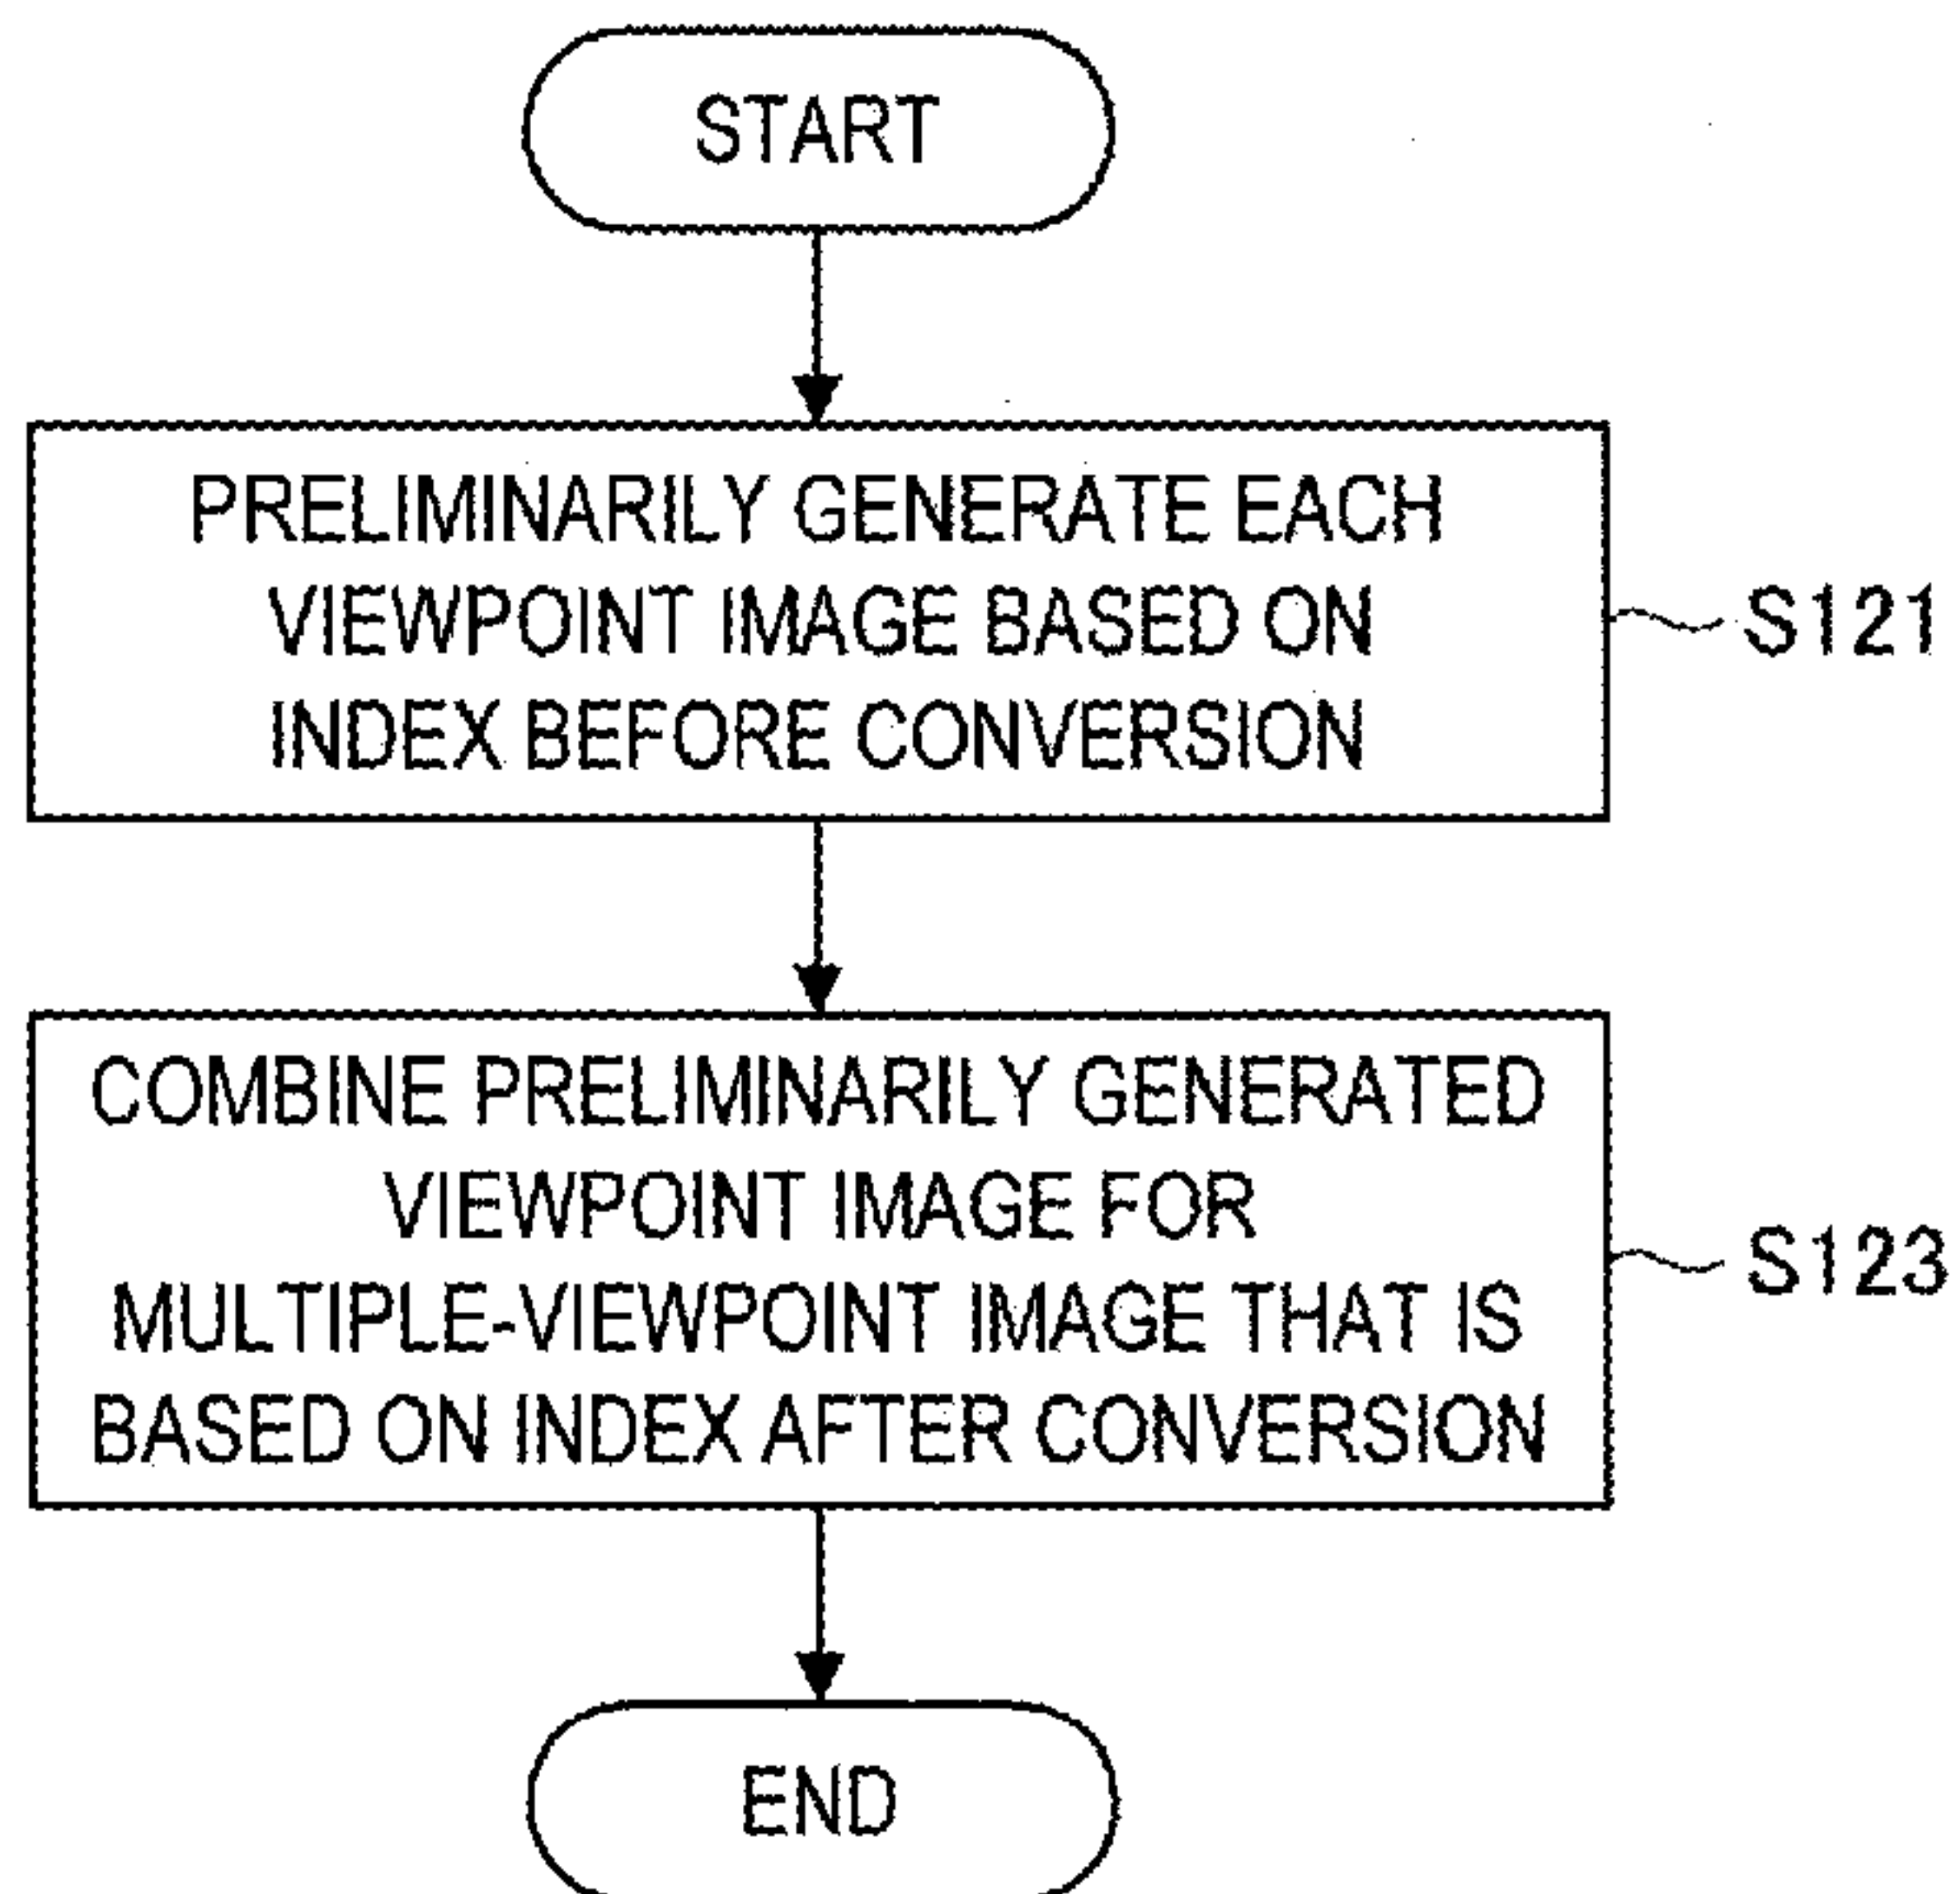 START
PRELIMINARILY GENERATE EACH
VIEWPOINT IMAGE BASED ON
INDEX BEFORE CONVERSION
S121
COMBINE PRELIMINARILY GENERATED
VIEWPOINT IMAGE FOR
MULTIPLE-VIEWPOINT IMAGE THAT IS
BASED ON INDEX AFTER CONVERSION
S123
END